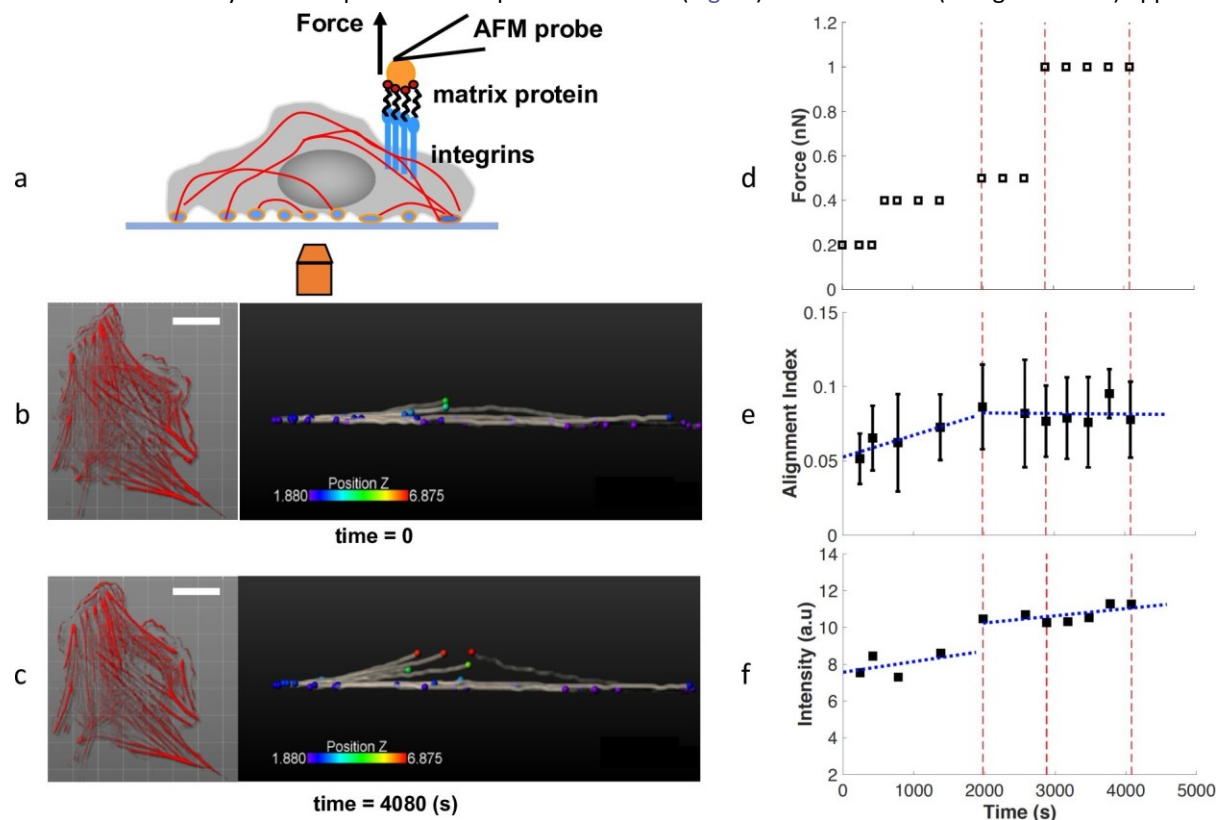 Force
AFM probe
matrix protein
integrins
a
b
Position Z
1.880
6.875
time = 0
c
Position Z
1.880
6.875
time = 4080 (s)
d
Force (nN)
1.2
1
0.8
0.6
0.4
0.2
0
e
Alignment Index
0.15
0.1
0.05
0
f
Intensity (a.u)
14
12
10
8
6
4
2
0 1000 2000 3000 4000 5000
Time (s)